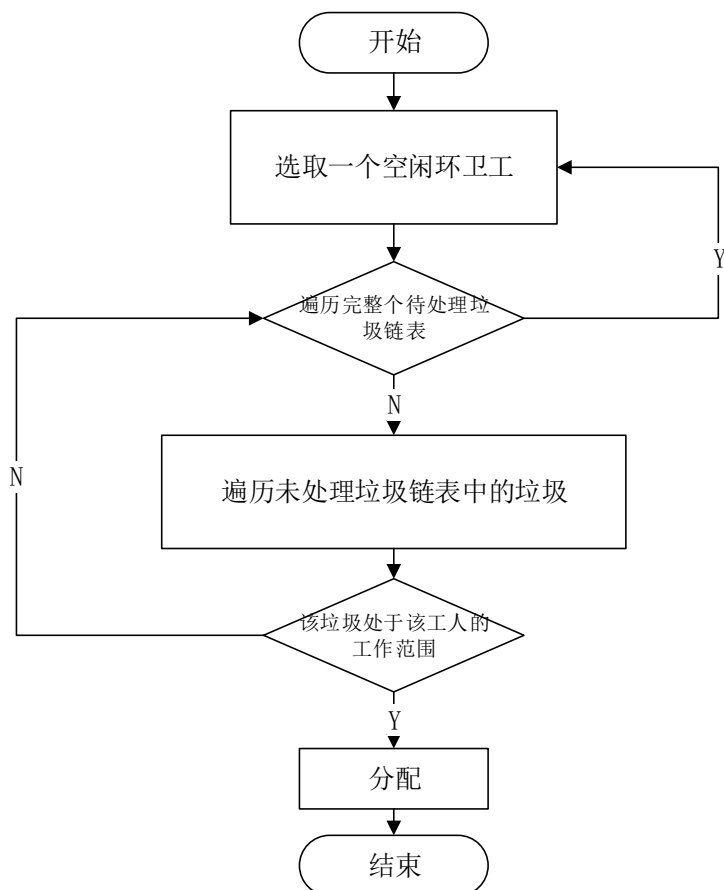 开始
选取一个空闲环卫工
Y
遍历完整个待处理垃
圾链表
N
遍历未处理垃圾链表中的垃圾
N
该垃圾处于该工人的
工作范围
Y
分配
结束